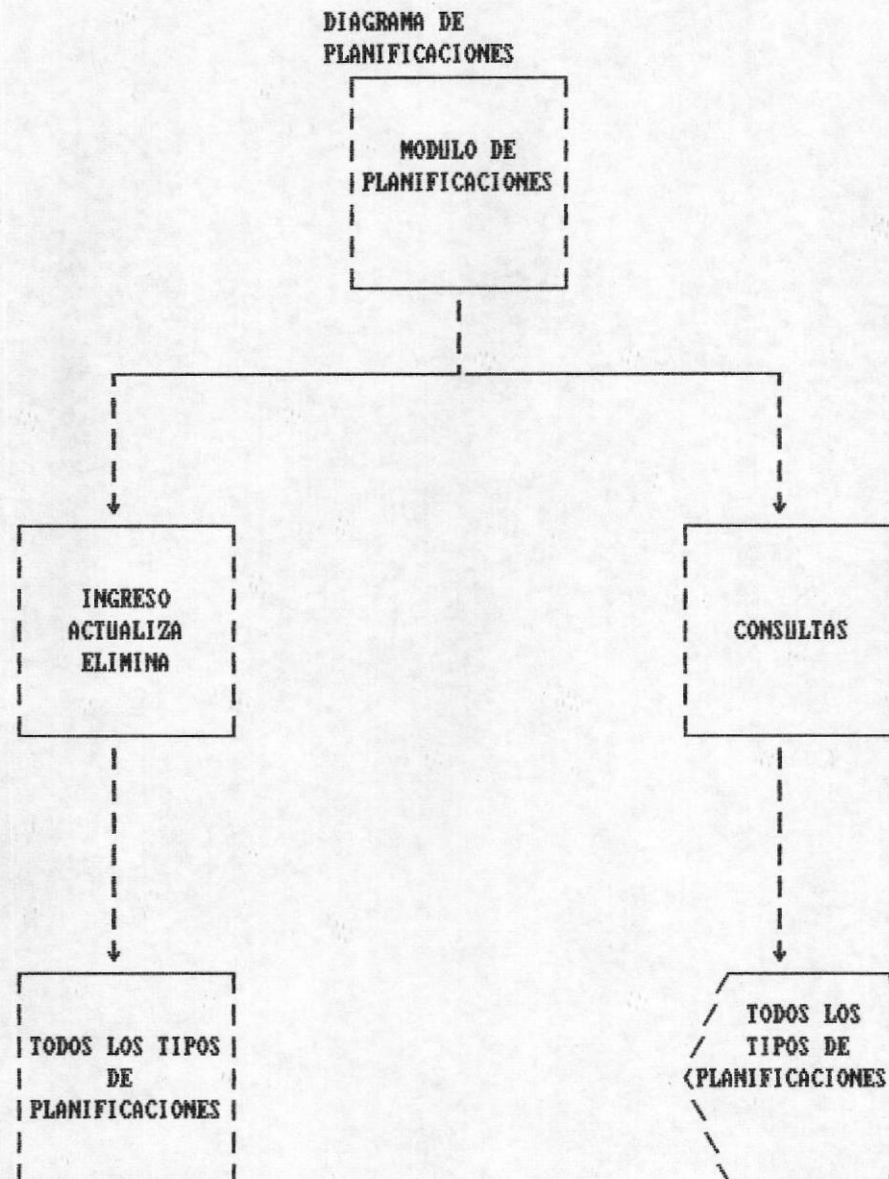 DIAGRAMA DE
PLANIFICACIONES
MODULO DE
PLANIFICACIONES
INGRESO
ACTUALIZA
ELIMINA
CONSULTAS
TODOS LOS TIPOS
DE
PLANIFICACIONES
TODOS LOS
TIPOS DE
PLANIFICACIONES